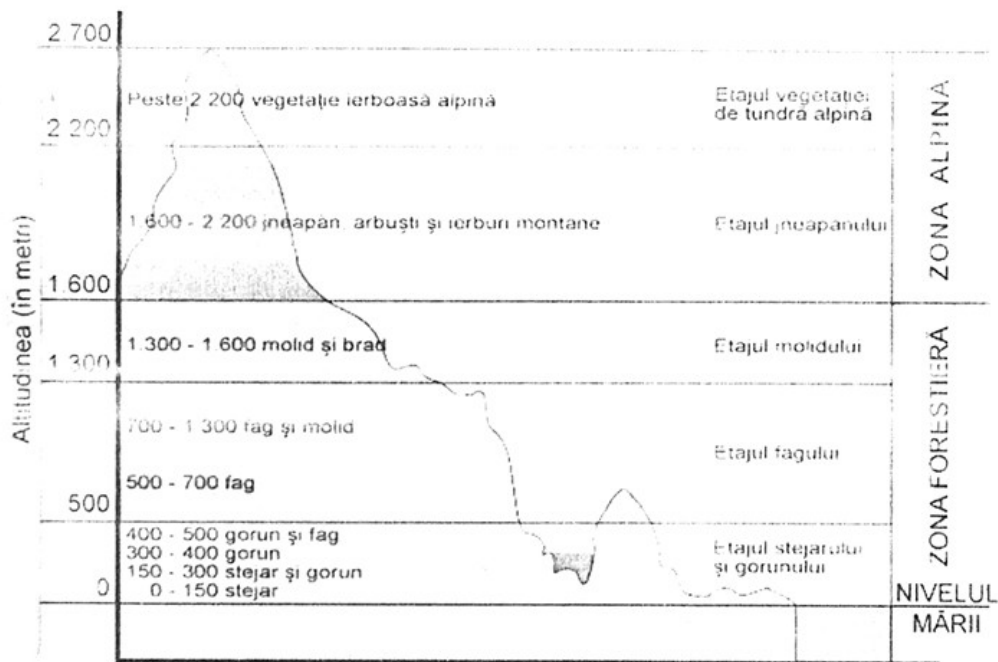 2.700
Peste 2 200 vegetație ierboasă alpină
Etajul vegetației
de tundră alpină
2 200
1.600 - 2 200 jneapăn, arbuști și ierburi montane
Etajul jneapănului
ZONA ALPINA
1.600
1.300 - 1.600 molid și brad
Etajul molidului
1 300
700 - 1 300 fag și molid
Etajul fagului
500 - 700 fag
500
400 - 500 gorun și fag
300 - 400 gorun
150 - 300 stejar și gorun
0 - 150 stejar
Etajul stejarului
și gorunului
ZONA FORESTIERĂ
0
NIVELUL
MĂRII
Altitudinea (în metri)